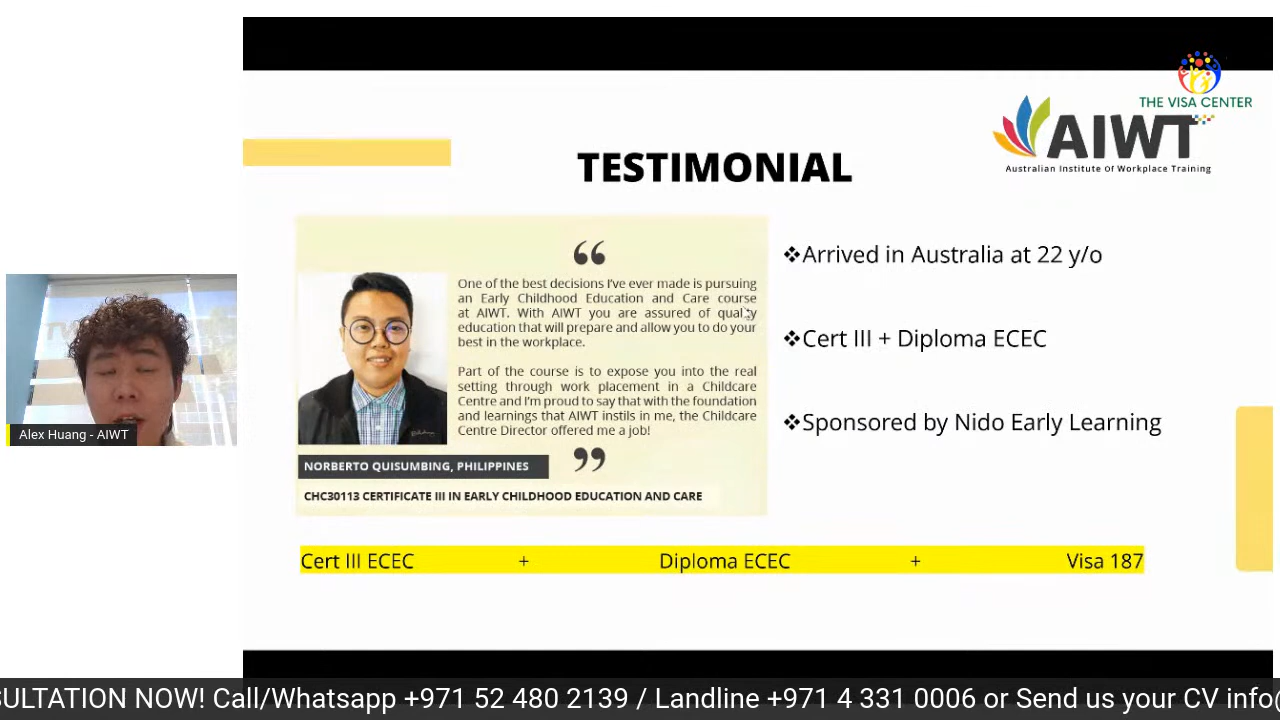 THE VISA CENTER
AIWT
Australian Institute of Workplace Training
TESTIMONIAL
“
One of the best decisions I’ve ever made is pursuing
an Early Childhood Education and Care course
at AIWT. With AIWT you are assured of quality
education that will prepare and allow you to do your
best in the workplace.
Part of the course is to expose you into the real
setting through work placement in a Childcare
Centre and I’m proud to say that with the foundation
and learnings that AIWT instils in me, the Childcare
Centre Director offered me a job!
”
NORBERTO QUISUMBING, PHILIPPINES
CHC30113 CERTIFICATE III IN EARLY CHILDHOOD EDUCATION AND CARE
❖Arrived in Australia at 22 y/o
❖Cert III + Diploma ECEC
❖Sponsored by Nido Early Learning
Cert III ECEC + Diploma ECEC + Visa 187
Alex Huang - AIWT
SULTATION NOW! Call/Whatsapp +971 52 480 2139 / Landline +971 4 331 0006 or Send us your CV info@